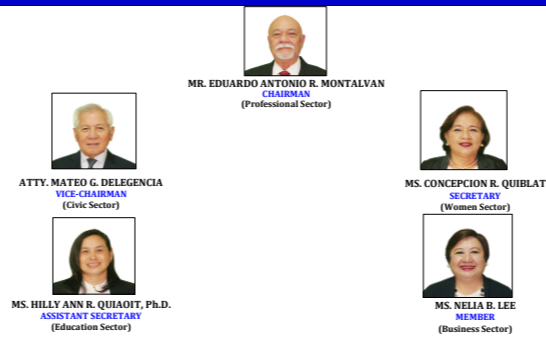 MR. EDUARDO ANTONIO R. MONTALVAN
CHAIRMAN
(Professional Sector)
ATTY. MATEO G. DELEGENCIA
VICE-CHAIRMAN
(Civic Sector)
MS. CONCEPCION R. QUIBLAT
SECRETARY
(Women Sector)
MS. HILLY ANN R. QUIAOIT, Ph.D.
ASSISTANT SECRETARY
(Education Sector)
MS. NELIA B. LEE
MEMBER
(Business Sector)